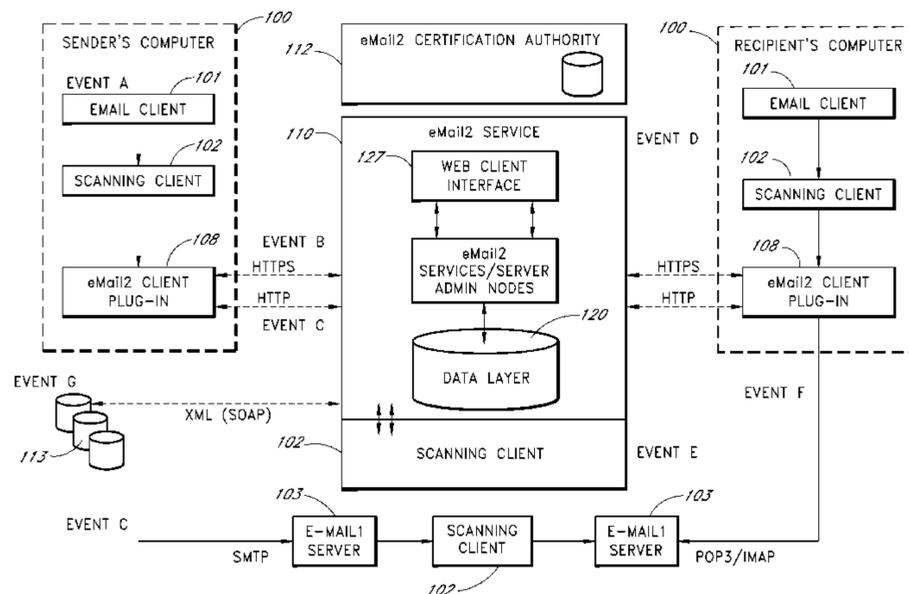 100
SENDER'S COMPUTER
EVENT A
101
EMAIL CLIENT
102
SCANNING CLIENT
108
eMail2 CLIENT
PLUG-IN
EVENT B
HTTPS
HTTP
EVENT C
112
eMail2 CERTIFICATION AUTHORITY
110
eMail2 SERVICE
127
WEB CLIENT
INTERFACE
eMail2
SERVICES/SERVER
ADMIN NODES
120
DATA LAYER
102
SCANNING CLIENT
EVENT D
EVENT E
100
RECIPIENT'S COMPUTER
101
EMAIL CLIENT
102
SCANNING CLIENT
108
eMail2 CLIENT
PLUG-IN
HTTPS
HTTP
EVENT F
EVENT G
113
XML (SOAP)
EVENT C
SMTP
103
E-MAIL1
SERVER
SCANNING
CLIENT
102
103
E-MAIL1
SERVER
POP3/IMAP